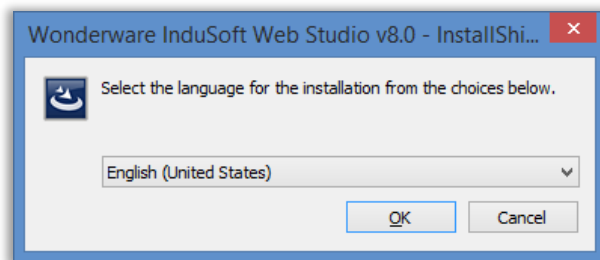 Wonderware InduSoft Web Studio v8.0 - InstallShi...
Select the language for the installation from the choices below.
English (United States)
OK
Cancel